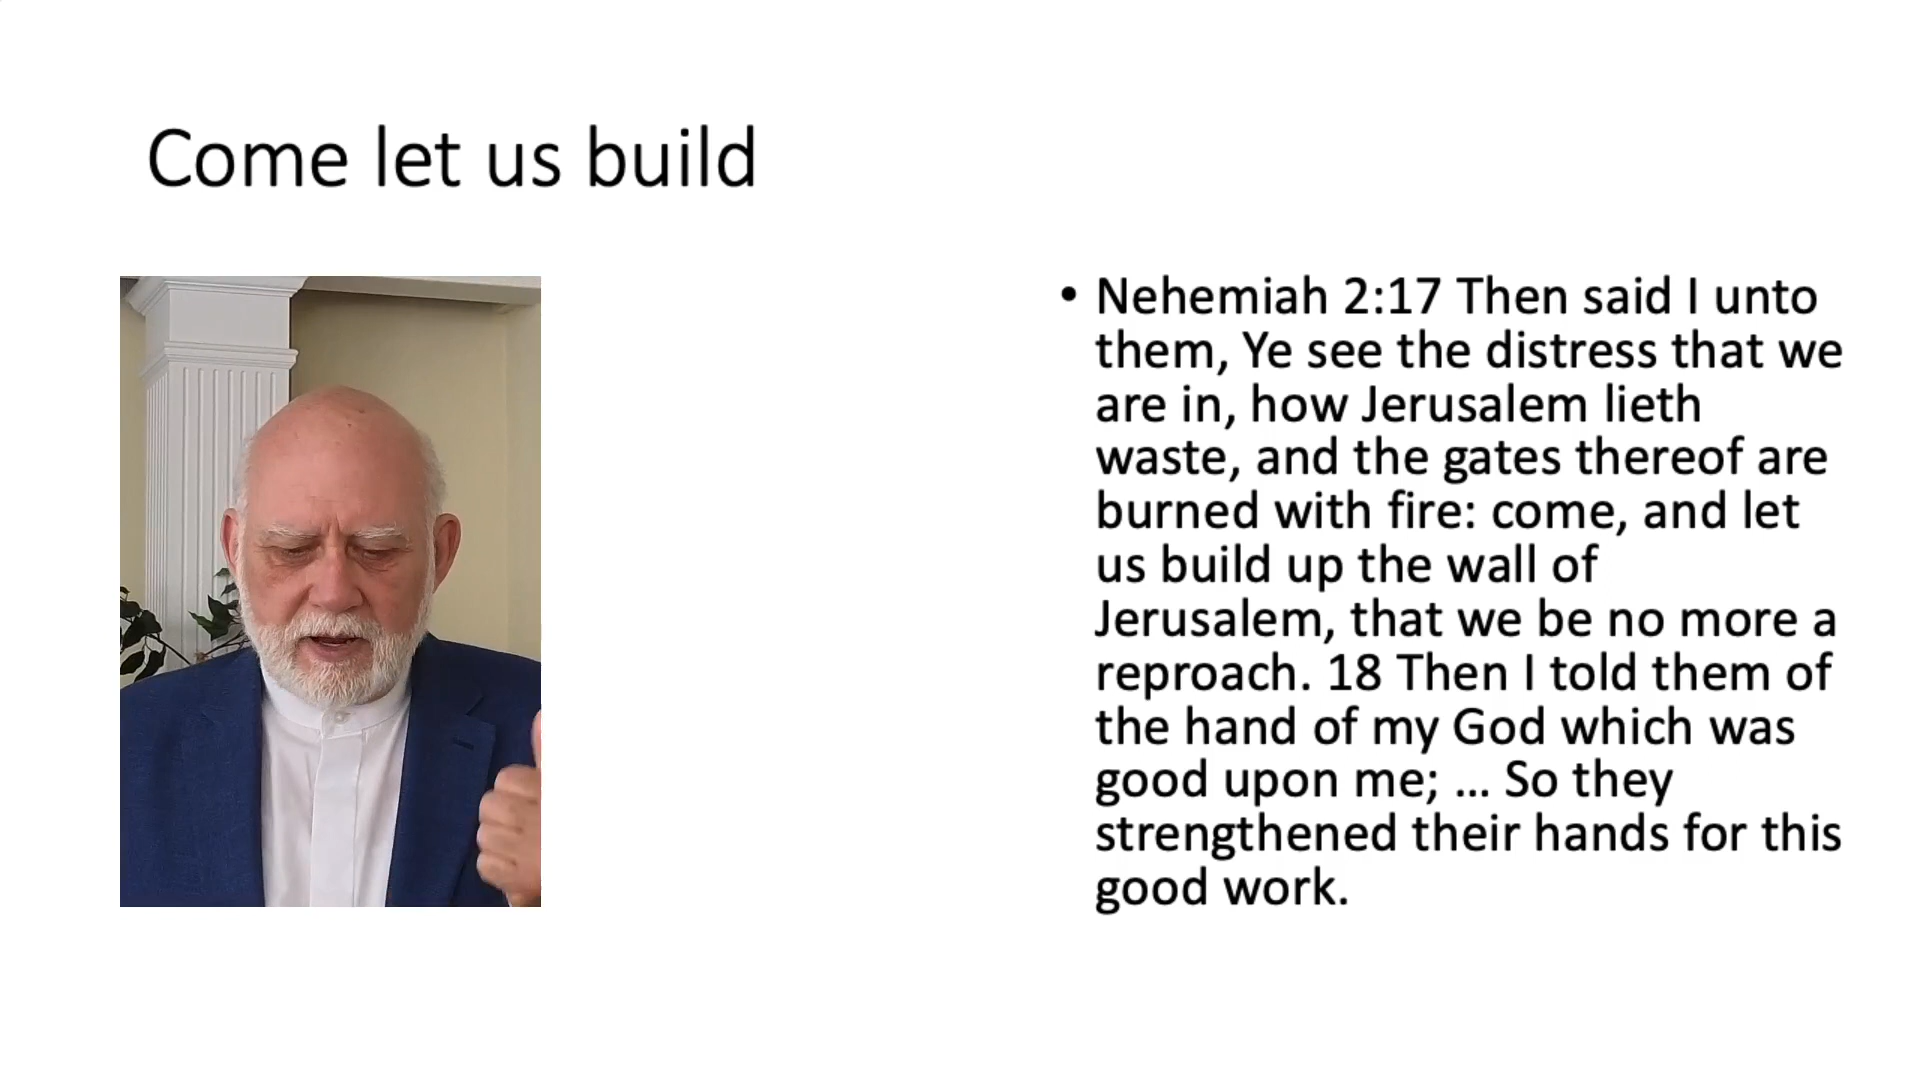 Come let us build
• Nehemiah 2:17 Then said I unto
them, Ye see the distress that we
are in, how Jerusalem lieth
waste, and the gates thereof are
burned with fire: come, and let
us build up the wall of
Jerusalem, that we be no more a
reproach. 18 Then I told them of
the hand of my God which was
good upon me; ... So they
strengthened their hands for this
good work.